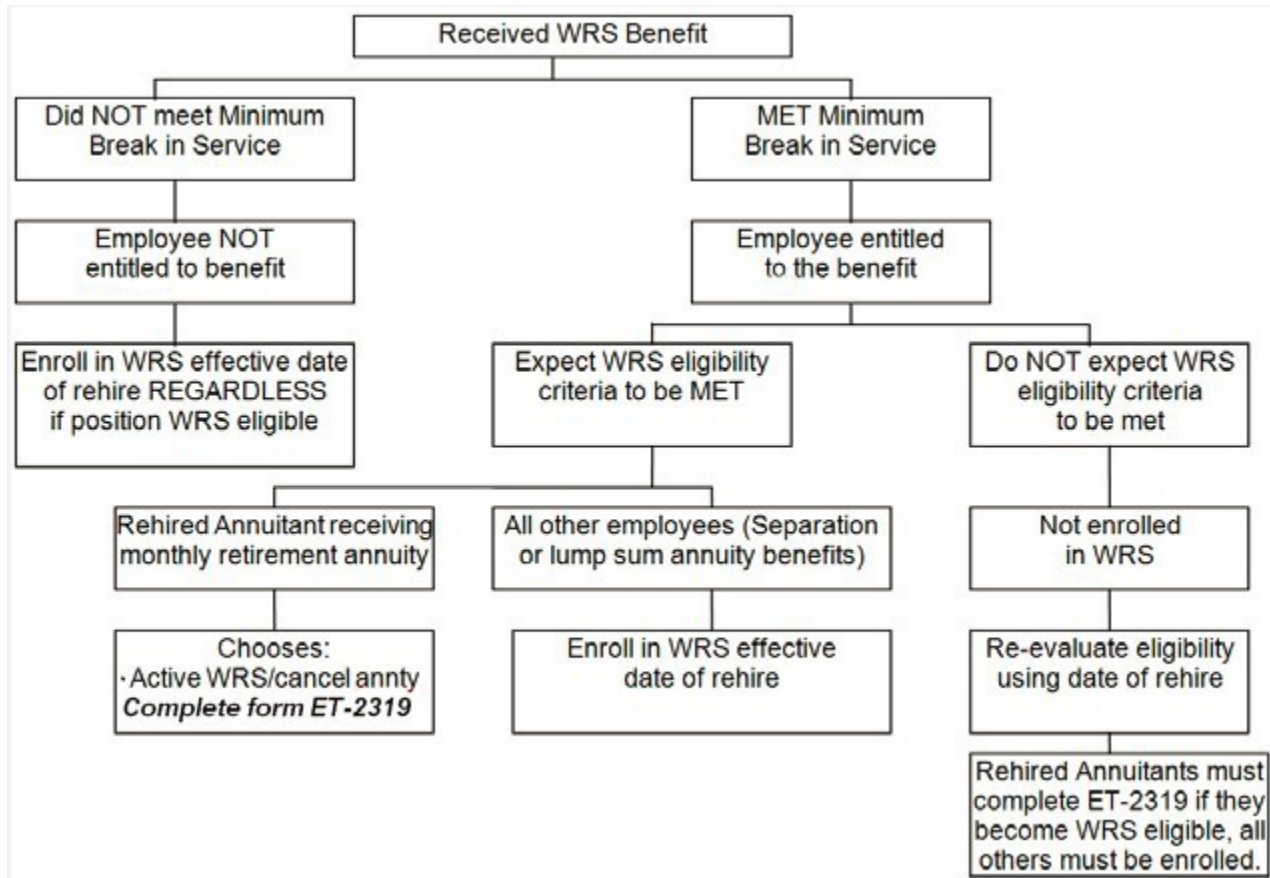 Received WRS Benefit
Did NOT meet Minimum
Break in Service
MET Minimum
Break in Service
Employee NOT
entitled to benefit
Employee entitled
to the benefit
Enroll in WRS effective date
of rehire REGARDLESS
if position WRS eligible
Expect WRS eligibility
criteria to be MET
Do NOT expect WRS
eligibility criteria
to be met
Rehired Annuitant receiving
monthly retirement annuity
All other employees (Separation
or lump sum annuity benefits)
Not enrolled
in WRS
Chooses:
·Active WRS/cancel annty
Complete form ET-2319
Enroll in WRS effective
date of rehire
Re-evaluate eligibility
using date of rehire
Rehired Annuitants must
complete ET-2319 if they
become WRS eligible, all
others must be enrolled.